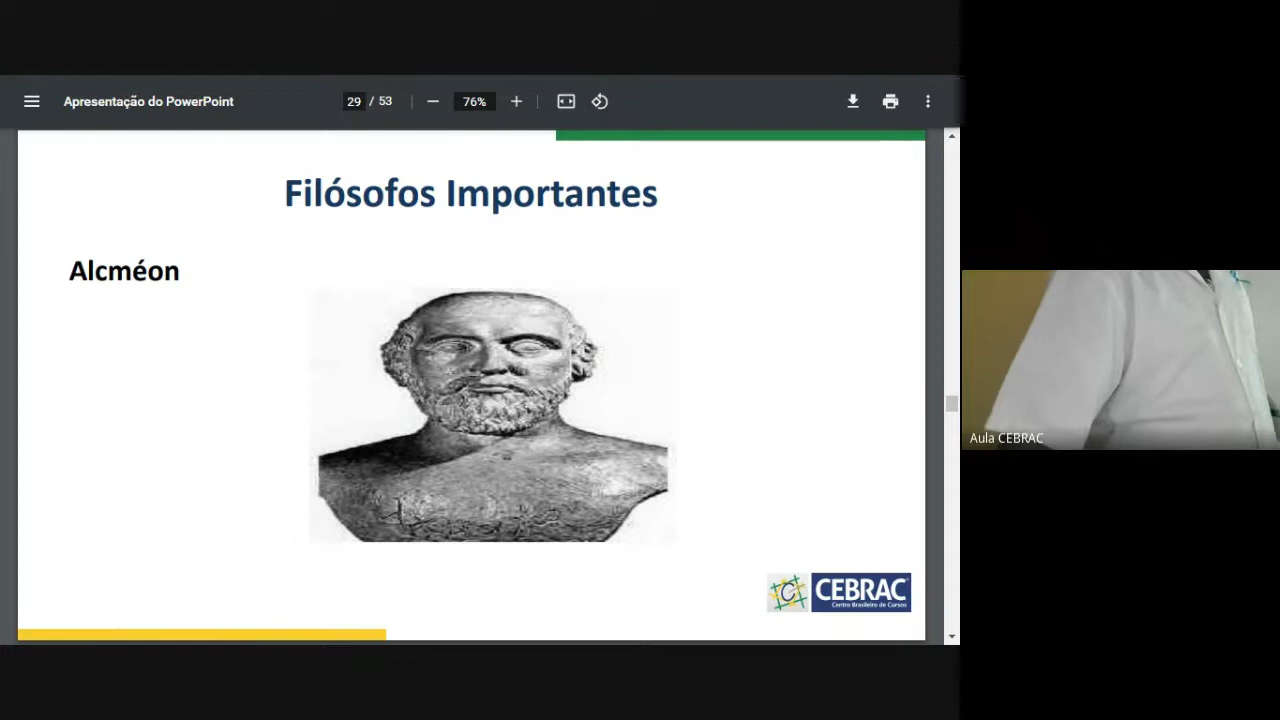 Apresentação do PowerPoint
29 / 53
76%
Filósofos Importantes
Alcméon
CEBRAC
Centro Brasileiro de Cursos
Aula CEBRAC